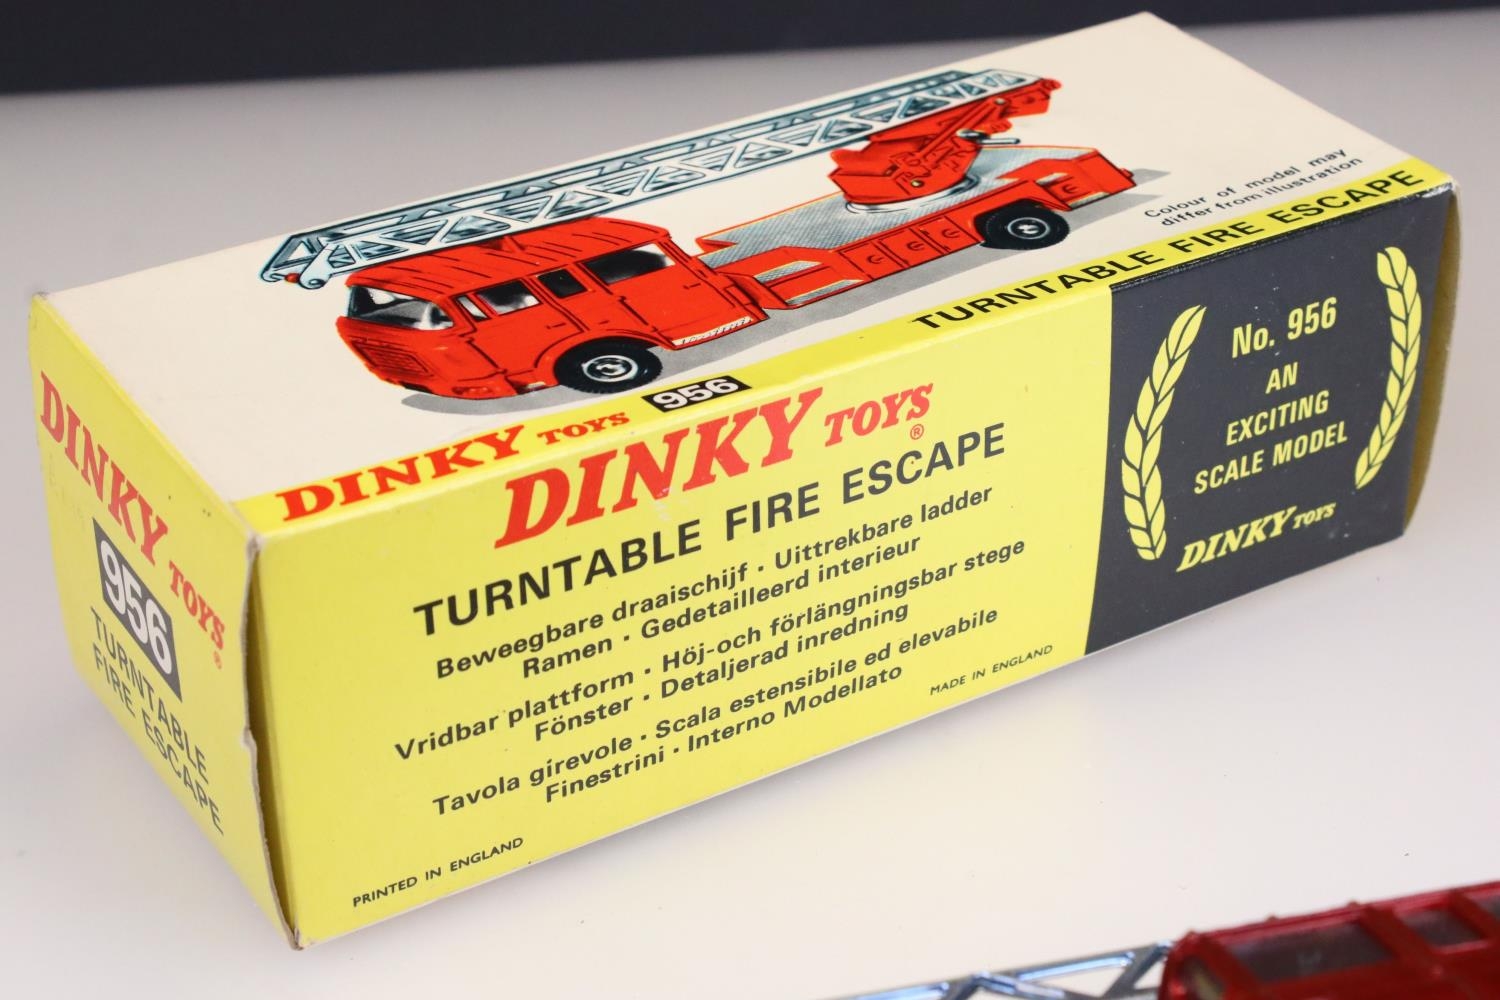 Colour of model may
differ from illustration
DINKY TOYS 956 TURNTABLE FIRE ESCAPE
DINKY TOYS®
956
TURNTABLE
FIRE ESCAPE
DINKY TOYS®
TURNTABLE FIRE ESCAPE
Beweegbare draaischijf · Uittrekbare ladder
Ramen · Gedetailleerd interieur
Vridbar plattform · Höj-och förlängningsbar stege
Fönster · Detaljerad inredning
Tavola girevole · Scala estensibile ed elevabile
Finestrini · Interno Modellato
MADE IN ENGLAND
PRINTED IN ENGLAND
No. 956
AN
EXCITING
SCALE MODEL
DINKY TOYS